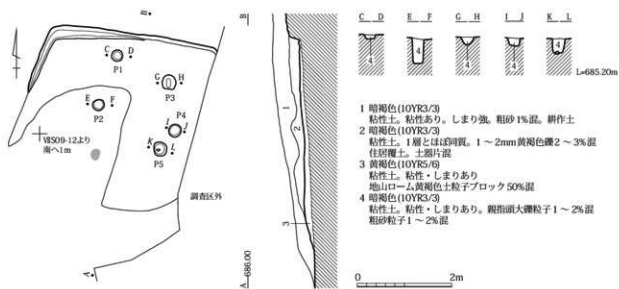 B
C D
P1
G H
P3
E F
P2
P4
I J
K L
P5
VIIS09-12より
南へ1m
調査区外
A
B
1
2
3
A 686.00
C D E F G H I J K L
4 4 4 4 4
L=685.20m
1 暗褐色(10YR3/3)
粘性土。粘性あり。しまり強。粗砂1%混。耕作土
2 暗褐色(10YR3/3)
粘性土。1層とほぼ同質。1～2mm黄褐色礫2～3%混
住居覆土。土器片混
3 黄褐色(10YR5/6)
粘性土。粘性・しまりあり
地山ローム黄褐色土粒子ブロック50%混
4 暗褐色(10YR3/3)
粘性土。粘性・しまりあり。親指頭大礫粒子1～2%混
粗砂粒子1～2%混
0 2m